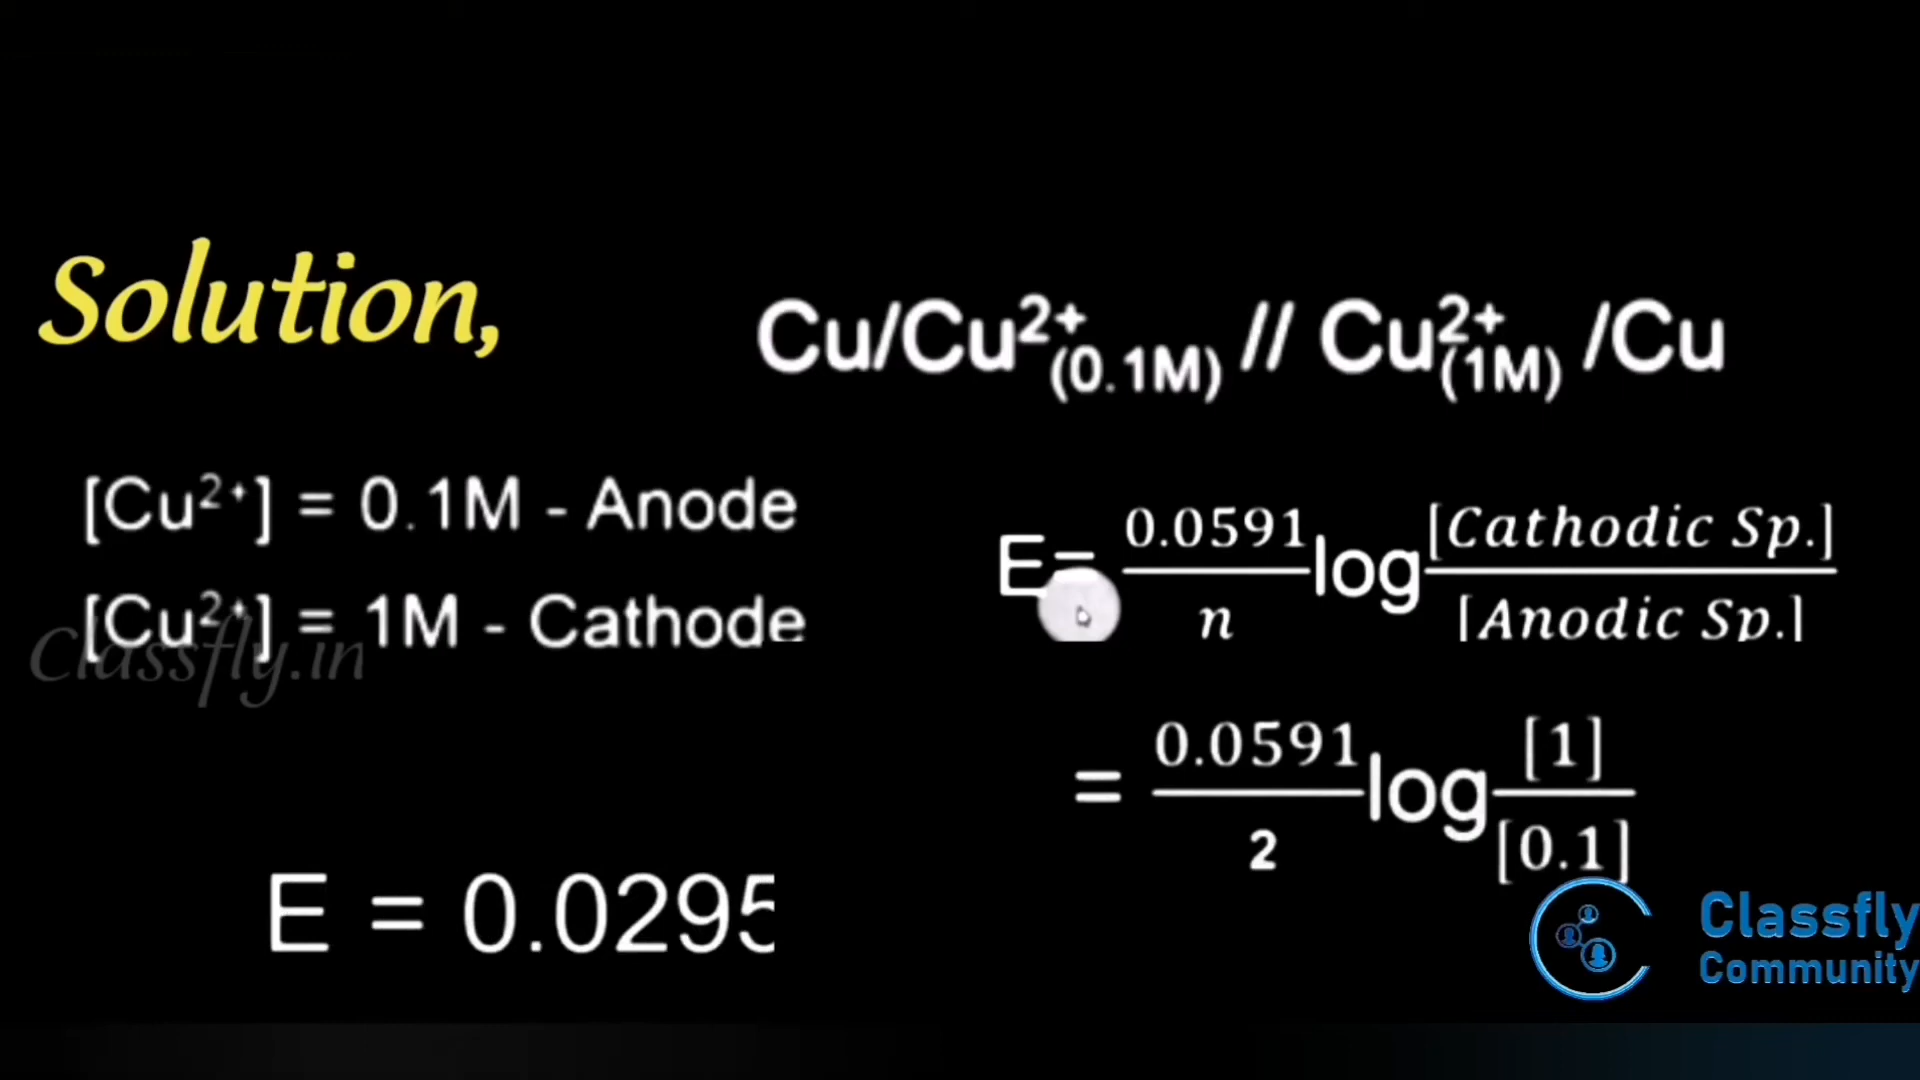 Solution,
Cu/Cu²⁺(0.1M) // Cu²⁺(1M) /Cu
[Cu²⁺] = 0.1M - Anode
[Cu²⁺] = 1M - Cathode
E= 0.0591/n log [Cathodic Sp.]/[Anodic Sp.]
= 0.0591/2 log [1]/[0.1]
E = 0.0295
Classfly.in
Classfly
Community